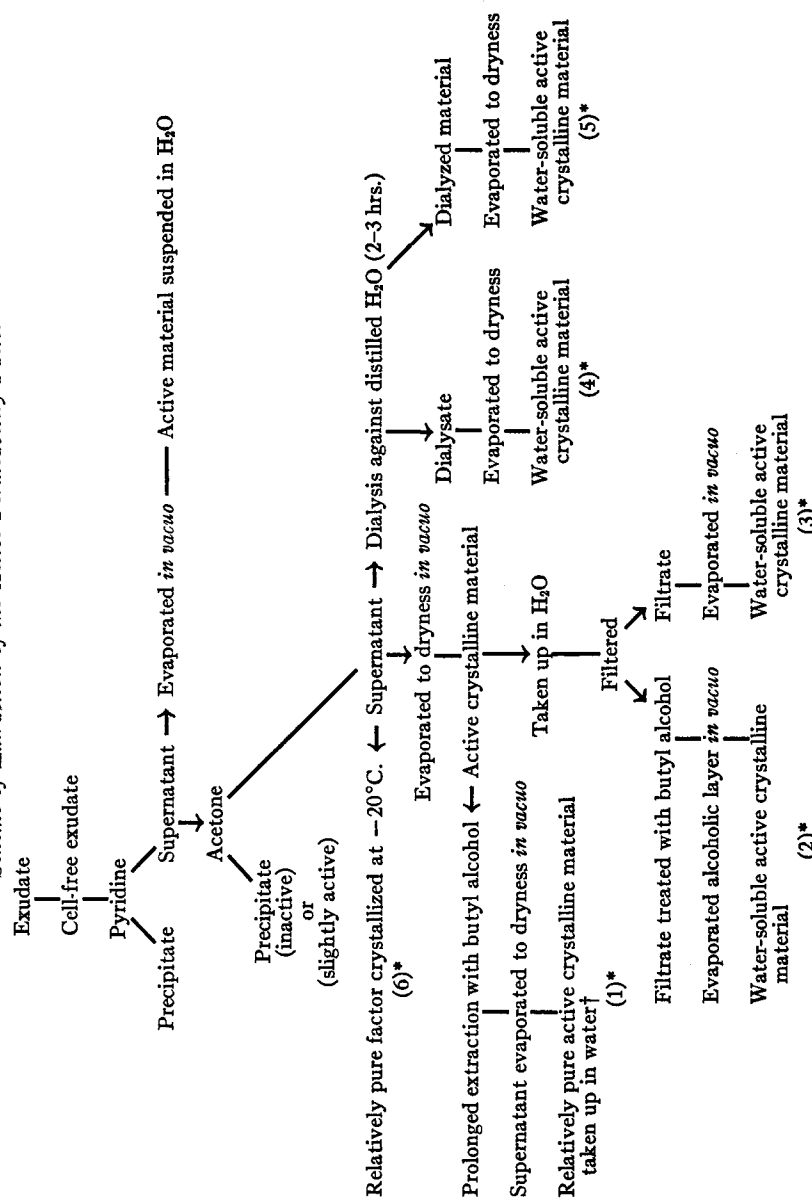 Exudate
Cell-free exudate
Pyridine
Precipitate
Supernatant → Evaporated in vacuo — Active material suspended in H₂O
Acetone
Precipitate
(inactive)
or
(slightly active)
Relatively pure factor crystallized at −20°C. ← Supernatant → Dialysis against distilled H₂O (2–3 hrs.)
(6)*
Evaporated to dryness in vacuo
Dialysate
Dialyzed material
Evaporated to dryness
Evaporated to dryness
Water-soluble active
crystalline material
(4)*
Water-soluble active
crystalline material
(5)*
Prolonged extraction with butyl alcohol ← Active crystalline material
Supernatant evaporated to dryness in vacuo
Relatively pure active crystalline material
taken up in water†
(1)*
Taken up in H₂O
Filtered
Filtrate treated with butyl alcohol
Evaporated alcoholic layer in vacuo
Water-soluble active crystalline
material
(2)*
Filtrate
Evaporated in vacuo
Water-soluble active
crystalline material
(3)*